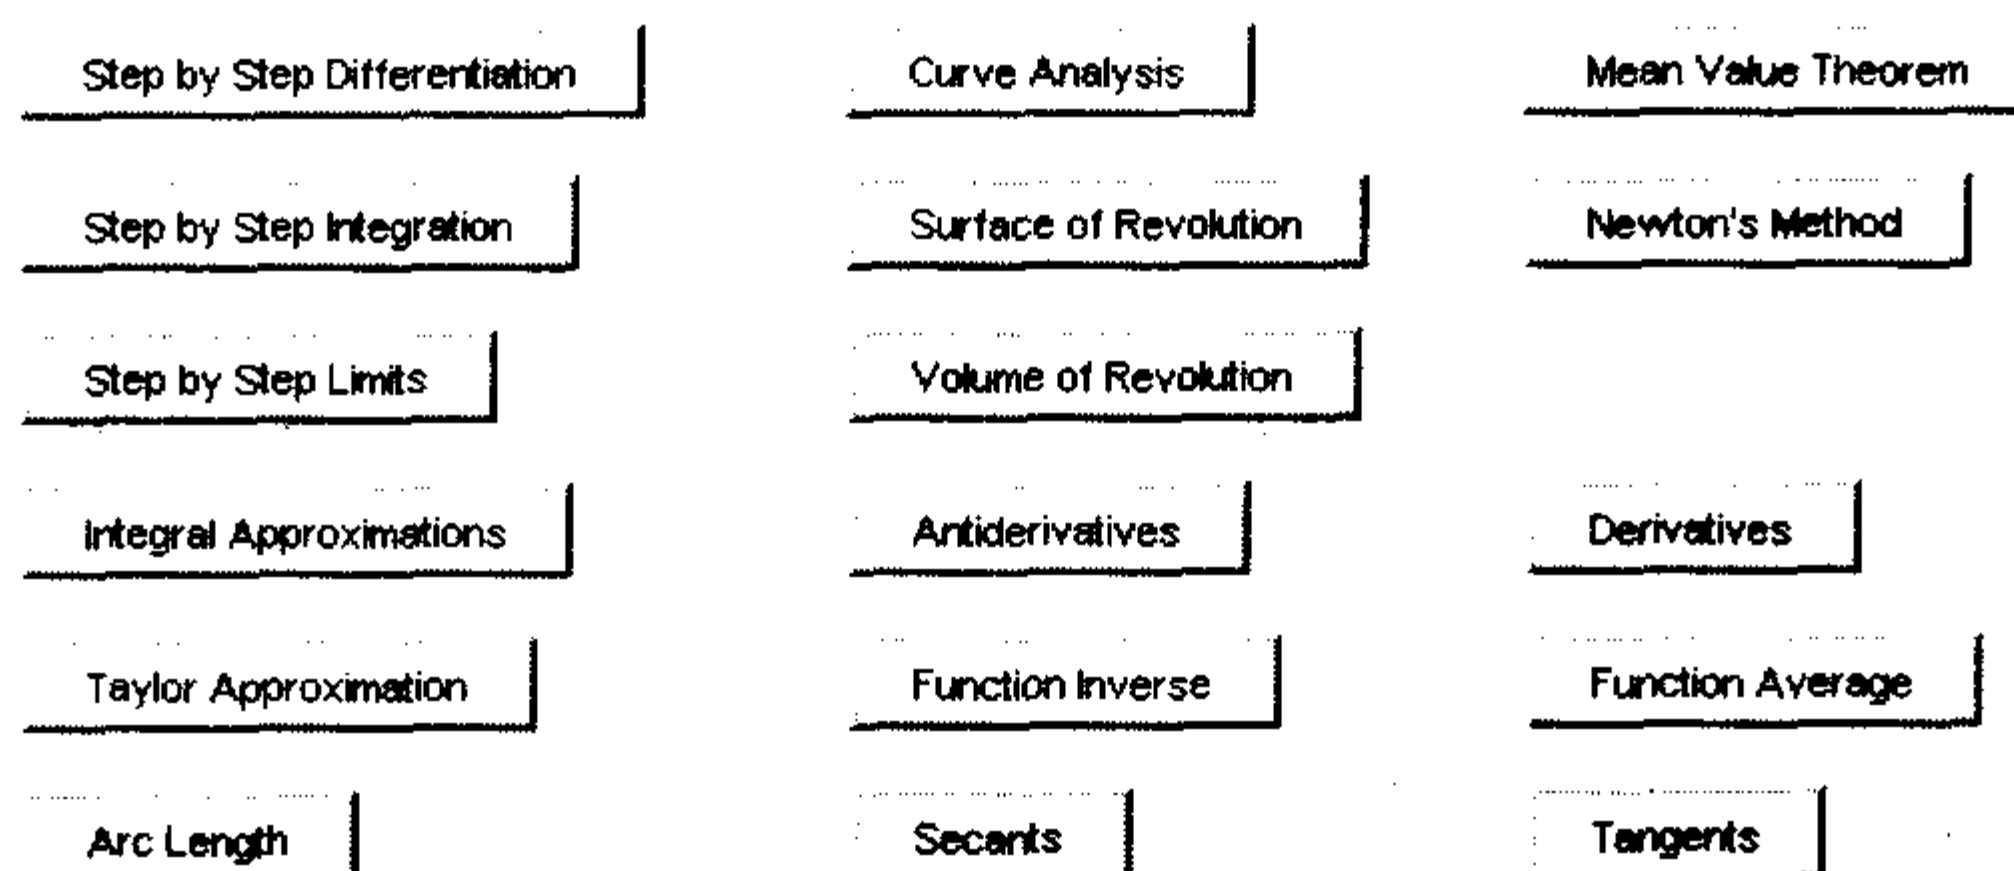 Step by Step Differentiation Curve Analysis Mean Value Theorem
Step by Step Integration Surface of Revolution Newton's Method
Step by Step Limits Volume of Revolution
Integral Approximations Antiderivatives Derivatives
Taylor Approximation Function Inverse Function Average
Arc Length Secants Tangents